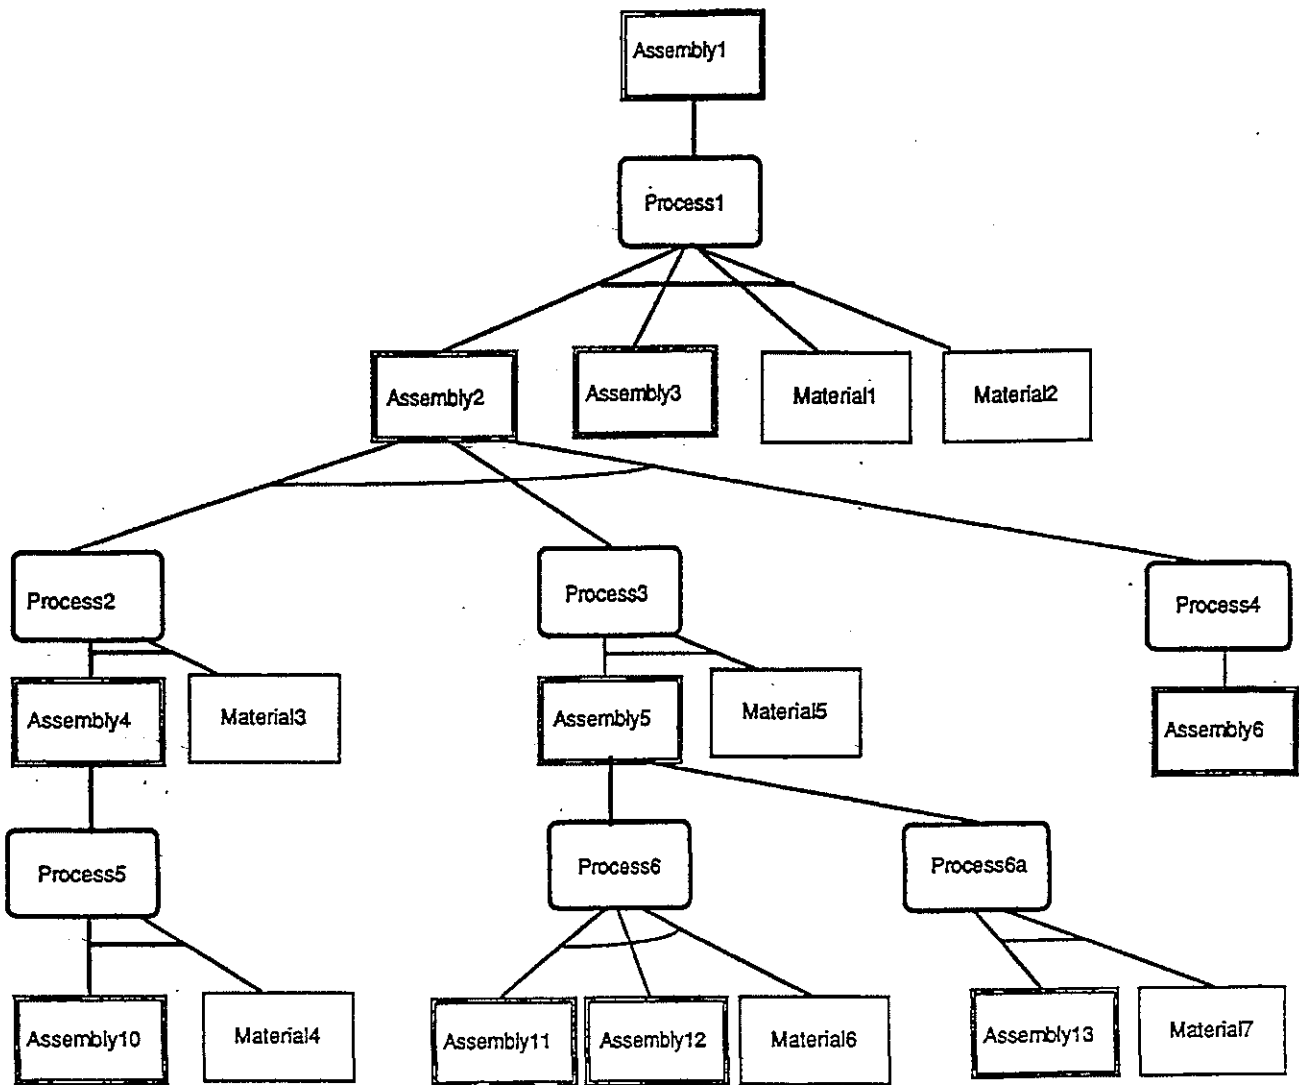 Assembly1
Process1
Assembly2
Assembly3
Material1
Material2
Process2
Process3
Process4
Assembly4
Material3
Assembly5
Material5
Assembly6
Process5
Process6
Process6a
Assembly10
Material4
Assembly11
Assembly12
Material6
Assembly13
Material7